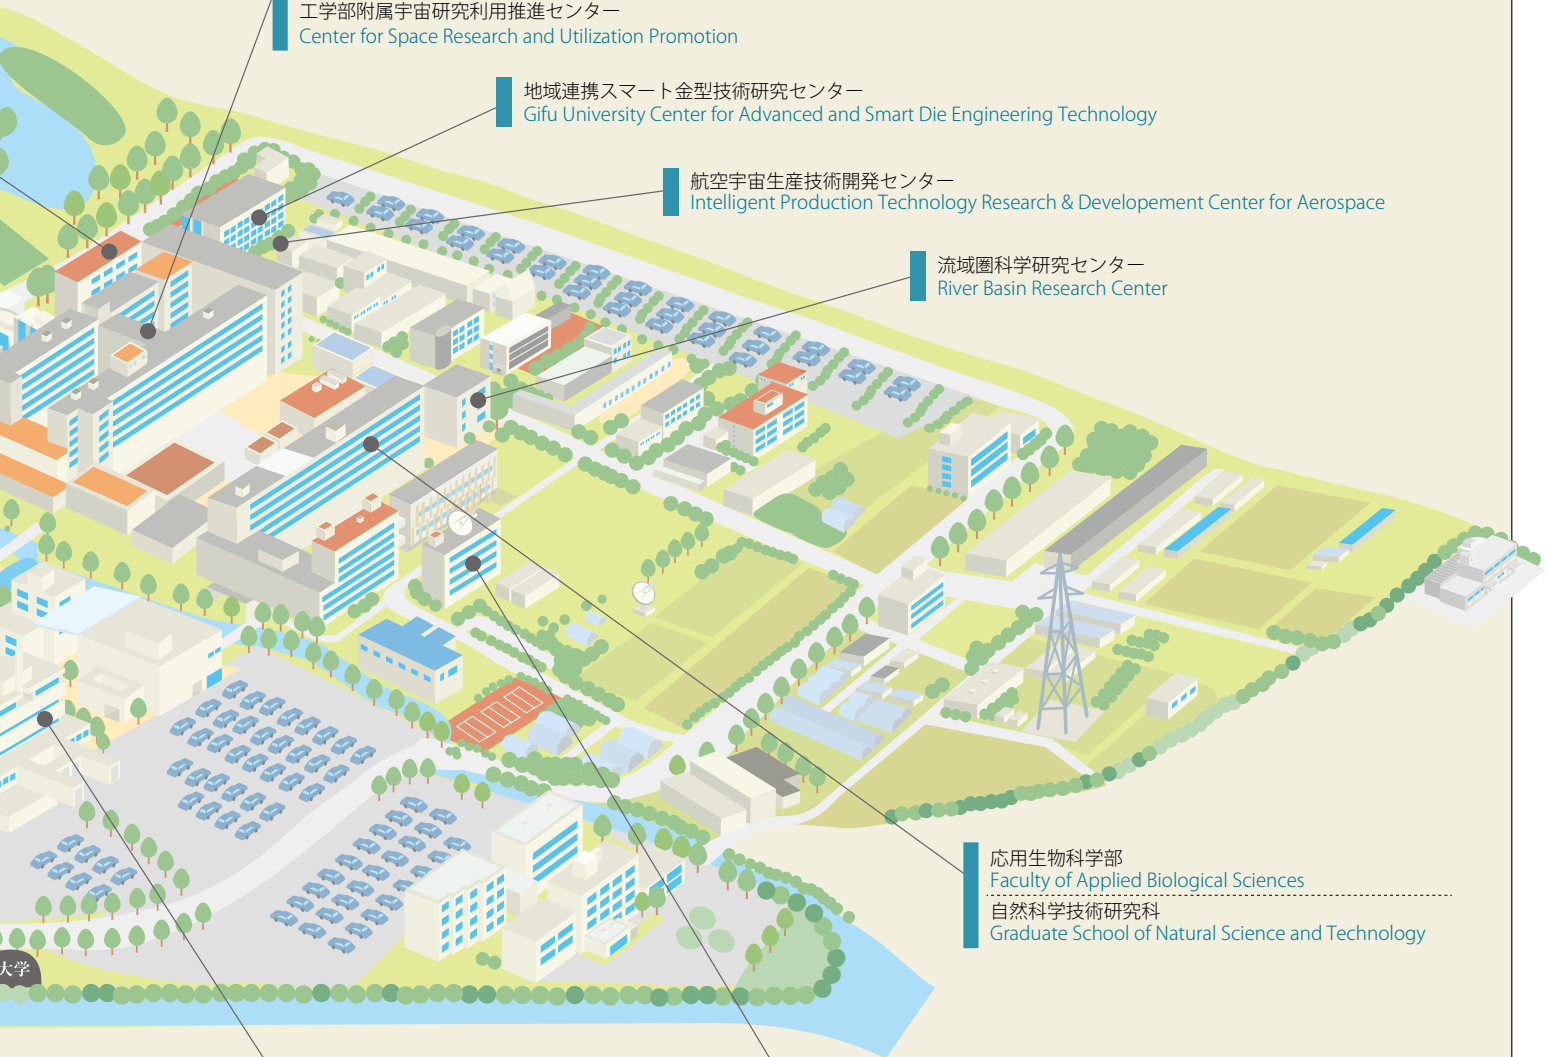 工学部附属宇宙研究利用推進センター
Center for Space Research and Utilization Promotion
地域連携スマート金型技術研究センター
Gifu University Center for Advanced and Smart Die Engineering Technology
航空宇宙生産技術開発センター
Intelligent Production Technology Research & Developement Center for Aerospace
流域圏科学研究センター
River Basin Research Center
応用生物科学部
Faculty of Applied Biological Sciences
自然科学技術研究科
Graduate School of Natural Science and Technology
大学